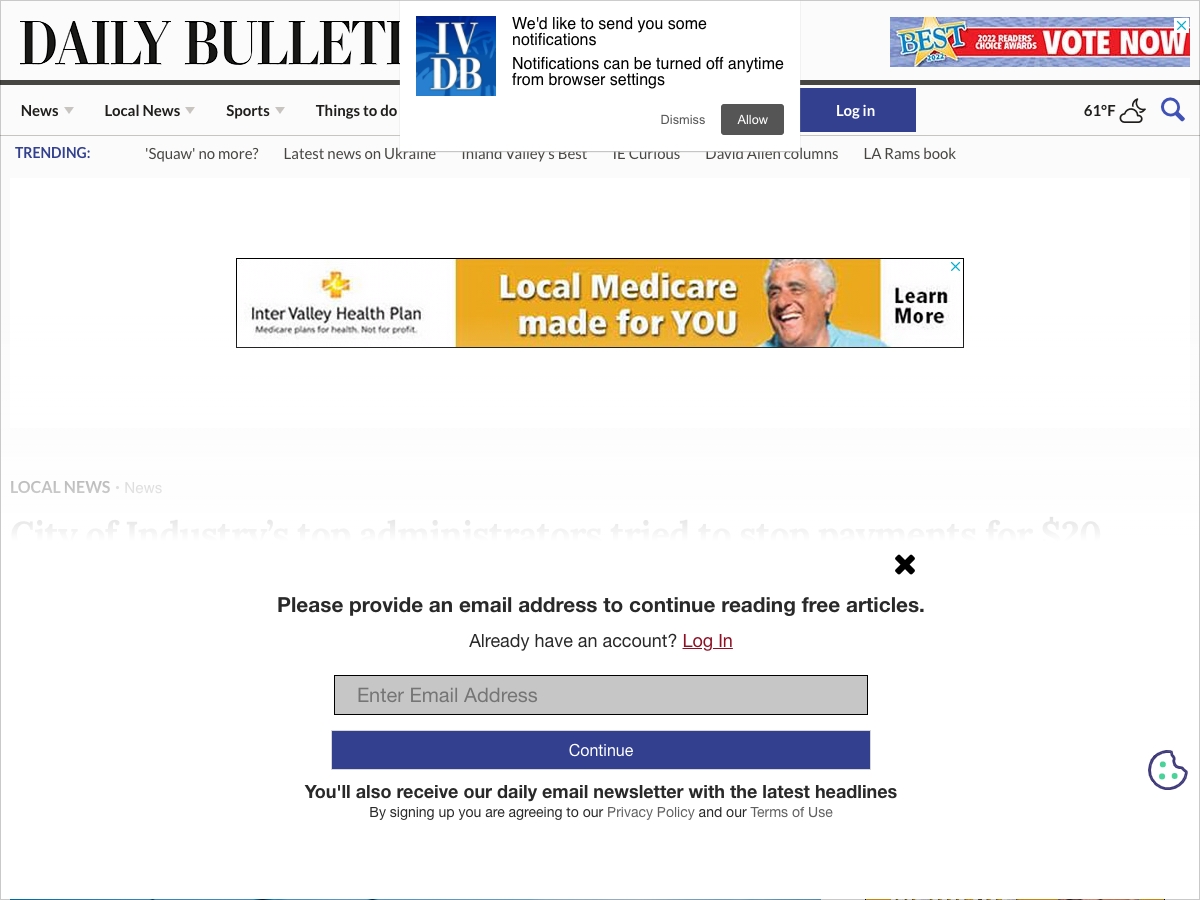 DAILY BULLETI
IV
DB
We'd like to send you some
notifications
Notifications can be turned off anytime
from browser settings
Dismiss
Allow
BEST
2022
2022 READERS'
CHOICE AWARDS
VOTE NOW
News
Local News
Sports
Things to do
Log in
61°F
TRENDING:
'Squaw' no more?
Latest news on Ukraine
Inland Valley's Best
IE Curious
David Allen columns
LA Rams book
Inter Valley Health Plan
Medicare plans for health. Not for profit.
Local Medicare
made for YOU
Learn
More
LOCAL NEWS • News
City of Industry's top administrators tried to stop payments for $20
Please provide an email address to continue reading free articles.
Already have an account? Log In
Enter Email Address
Continue
You'll also receive our daily email newsletter with the latest headlines
By signing up you are agreeing to our Privacy Policy and our Terms of Use